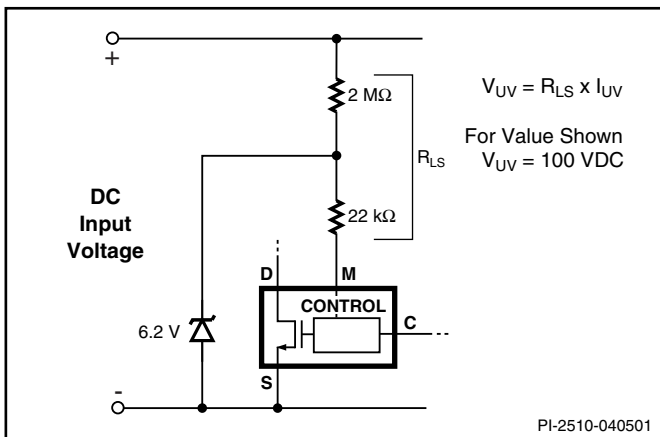 +
2 MΩ
V_UV = R_LS x I_UV
For Value Shown
V_UV = 100 VDC
R_LS
DC
Input
Voltage
22 kΩ
D
M
CONTROL
C
6.2 V
S
-
PI-2510-040501